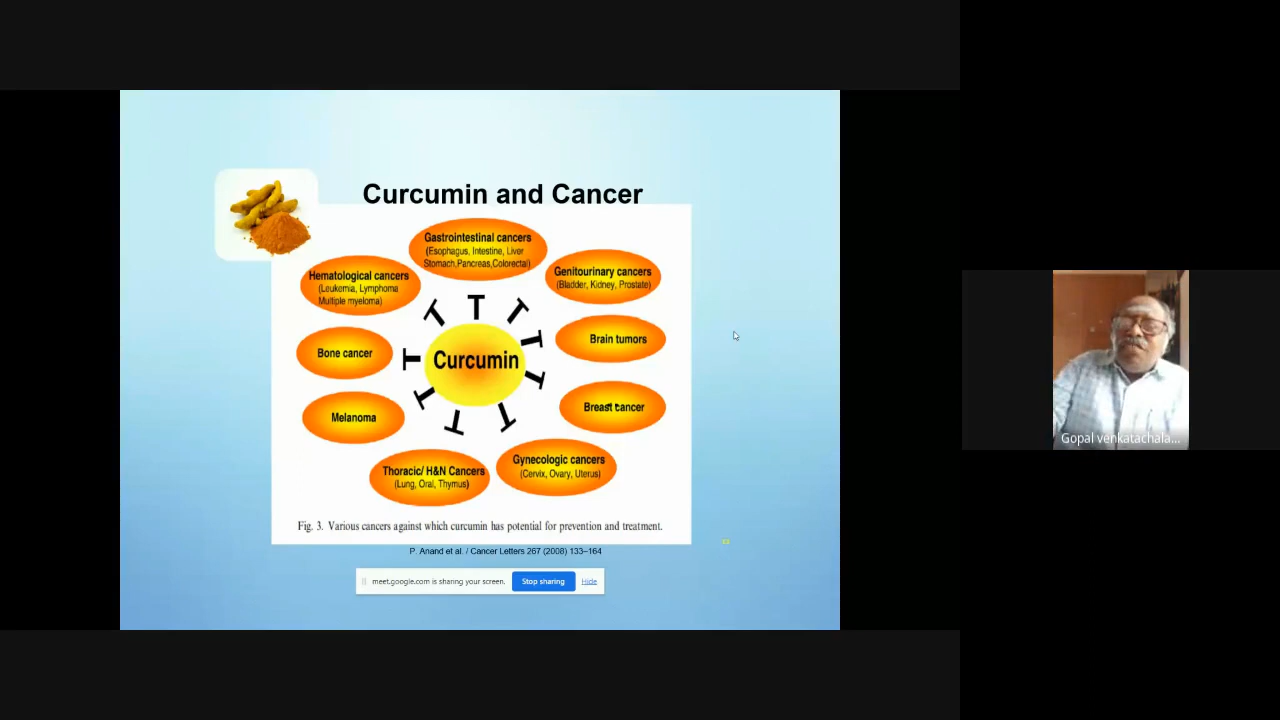 Curcumin and Cancer
Gastrointestinal cancers
(Esophagus, Intestine, Liver
Stomach,Pancreas,Colorectal)
Hematological cancers
(Leukemia, Lymphoma
Multiple myeloma)
Genitourinary cancers
(Bladder, Kidney, Prostate)
Bone cancer
Curcumin
Brain tumors
Melanoma
Breast cancer
Thoracic/ H&N Cancers
(Lung, Oral, Thymus)
Gynecologic cancers
(Cervix, Ovary, Uterus)
Fig. 3. Various cancers against which curcumin has potential for prevention and treatment.
P. Anand et al. / Cancer Letters 267 (2008) 133–164
meet.google.com is sharing your screen.
Stop sharing
Hide
Gopal venkatachala...